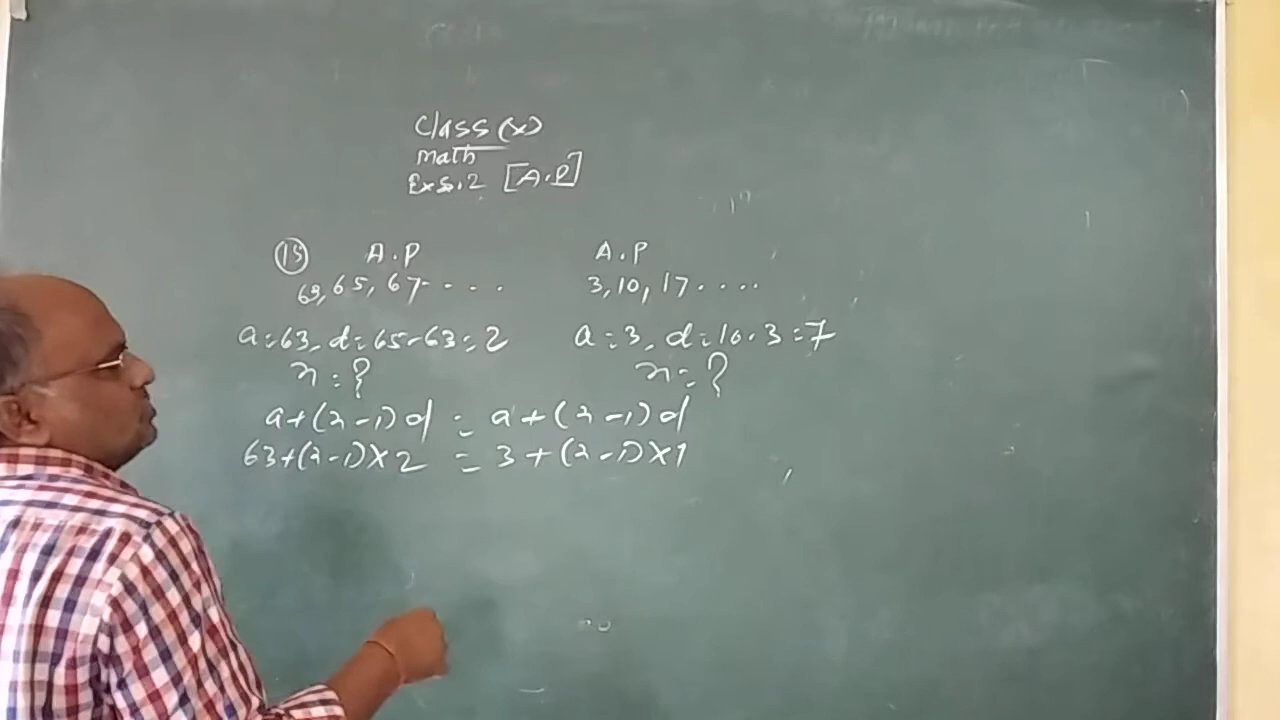 Class (X)
Math
Ex 5.2 [A.P]
(15) A.P A.P
63, 65, 67 . . . . 3, 10, 17 . . . .
a = 63, d = 65 - 63 = 2 a = 3, d = 10 - 3 = 7
n = ? n = ?
a + (n - 1) d = a + (n - 1) d
63 + (n - 1) × 2 = 3 + (n - 1) × 7